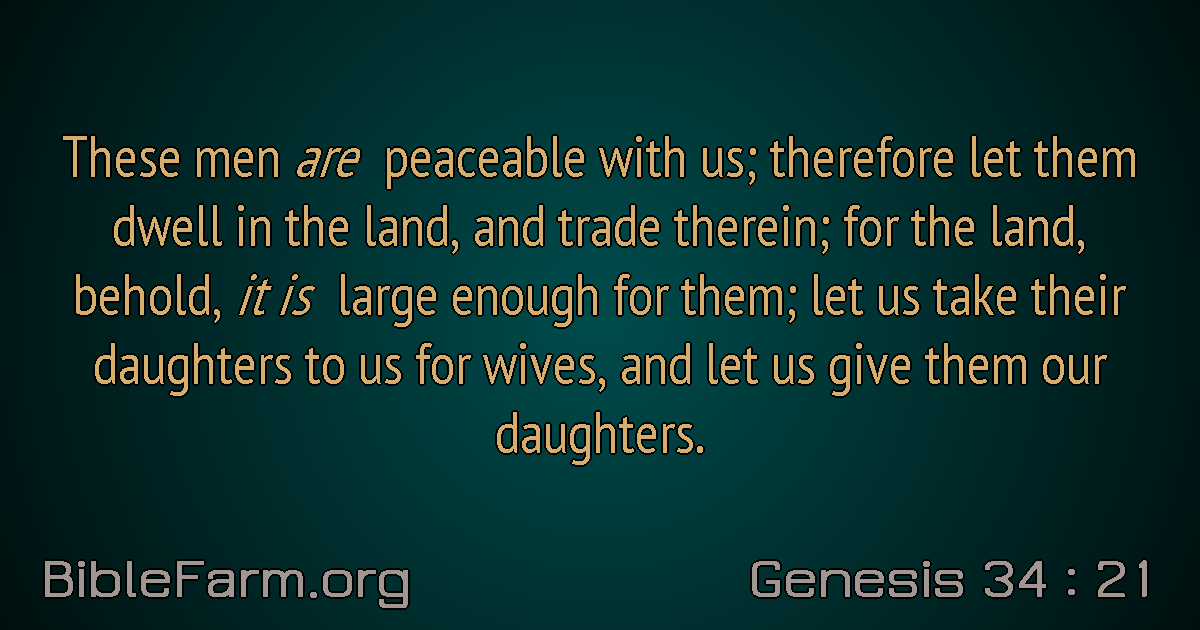 These men are peaceable with us; therefore let them
dwell in the land, and trade therein; for the land,
behold, it is large enough for them; let us take their
daughters to us for wives, and let us give them our
daughters.
BibleFarm.org
Genesis 34 : 21